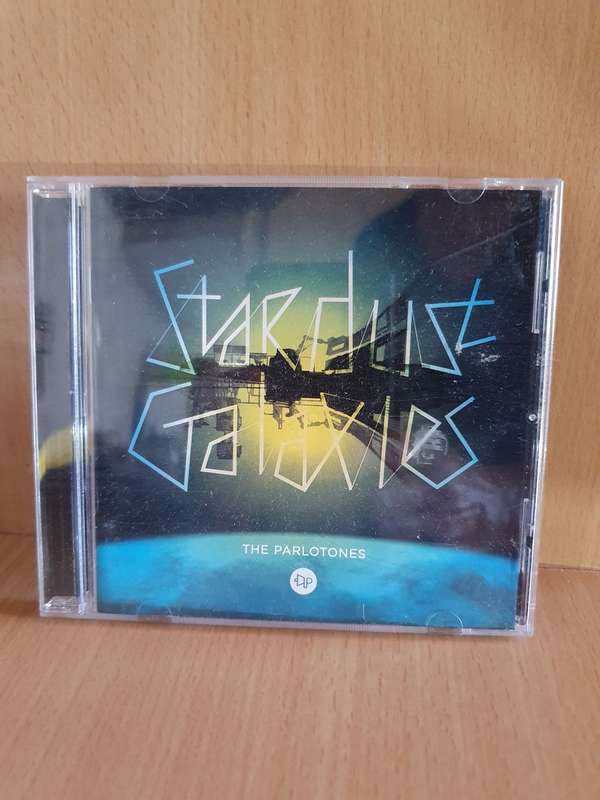 Stardust
Galaxies
THE PARLOTONES
P